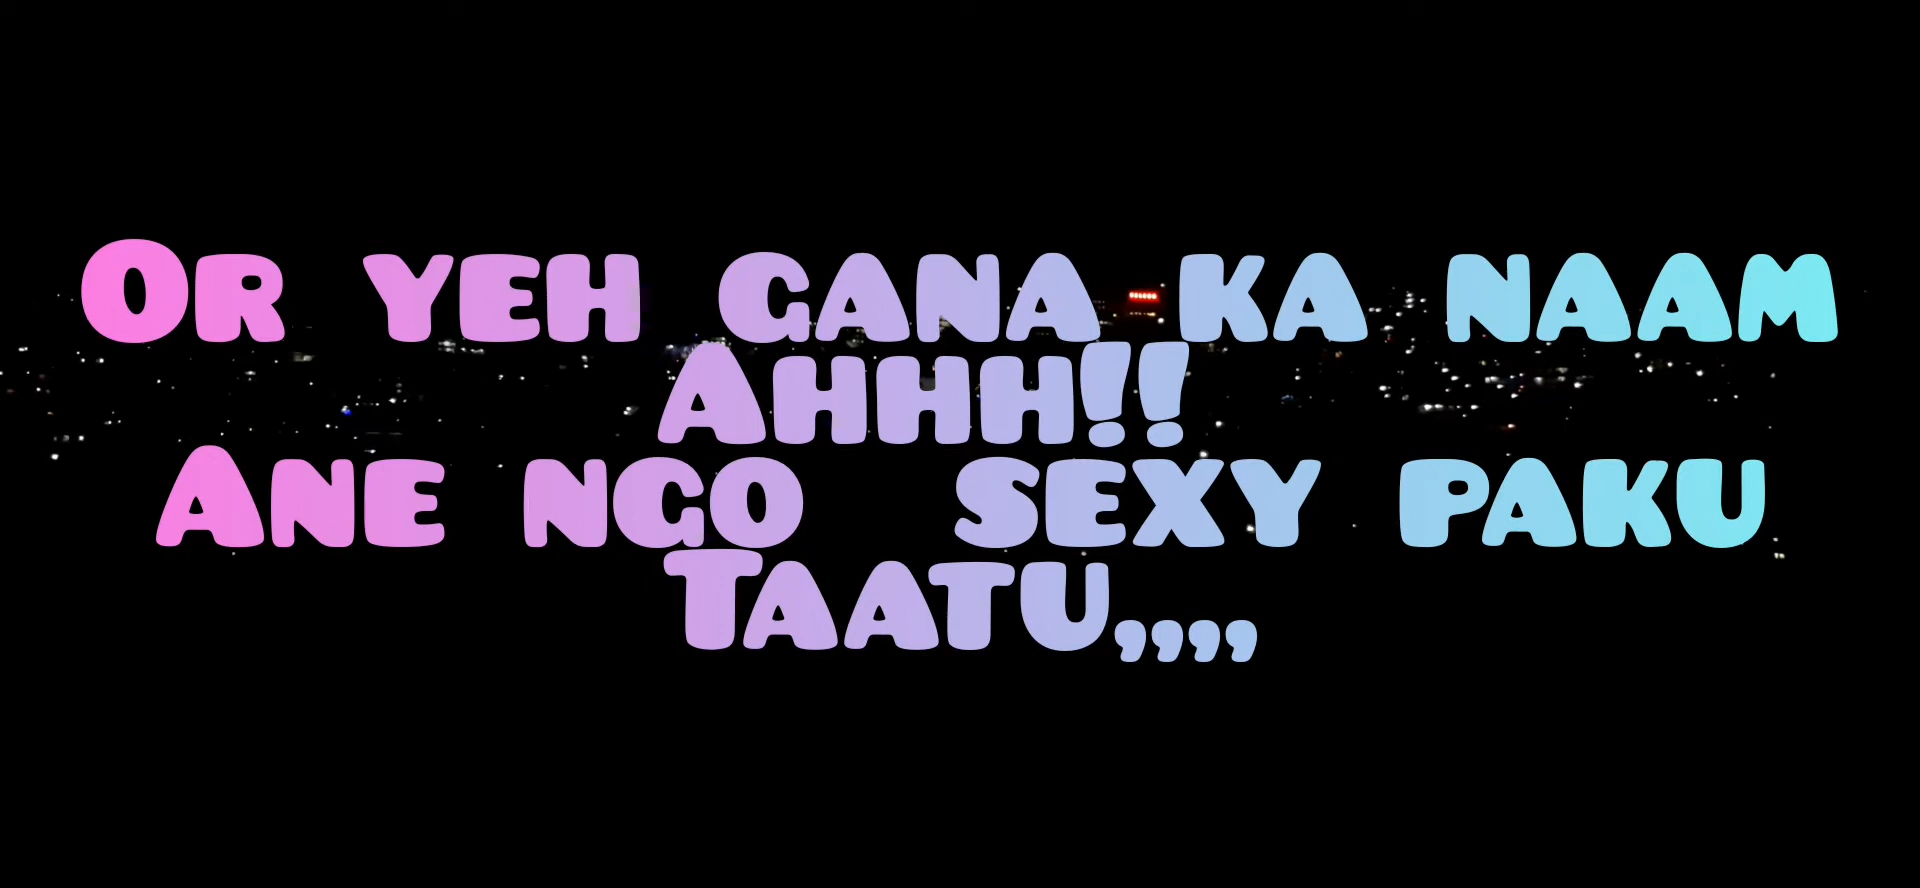 Or yeh gana ka naam
Ahhh!!
Ane ngo sexy paku
Taatu,,,,